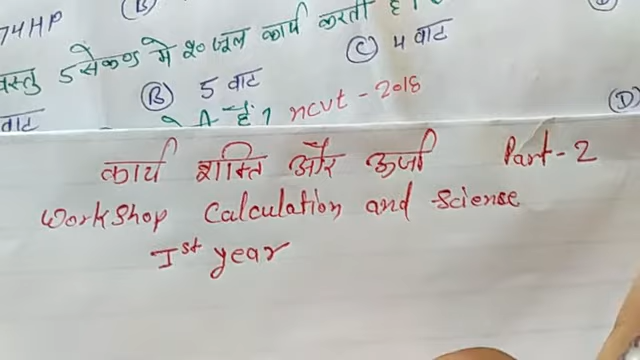 74HP (B)
वस्तु 5 सेकण्ड मे 20 जूल कार्य करती है।
वाट (B) 5 वाट (C) 4 वाट (D)
है? ncvt - 2018
कार्य शक्ति और ऊर्जा Part-2
Workshop Calculation and Sciense
Ist year